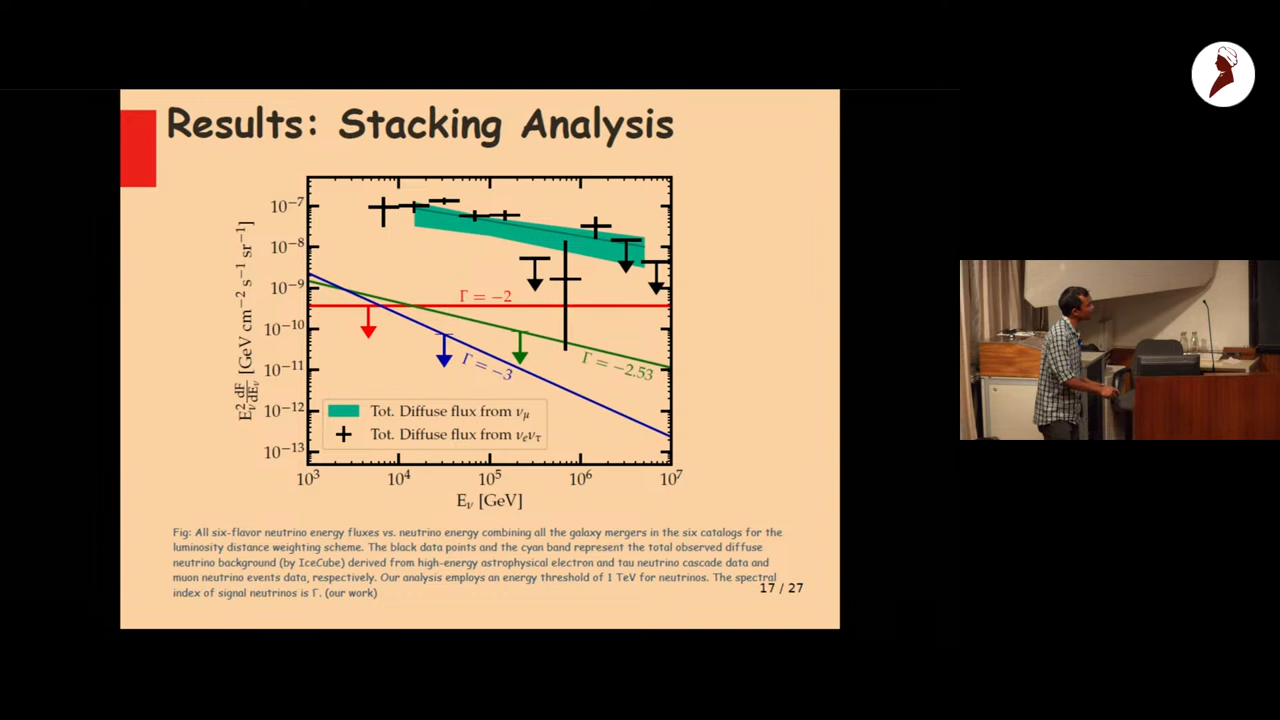 Results: Stacking Analysis
10⁻⁷
10⁻⁸
10⁻⁹
10⁻¹⁰
10⁻¹¹
10⁻¹²
10⁻¹³
E²ᵥ dF/dEᵥ [GeV cm⁻² s⁻¹ sr⁻¹]
Γ = −2
Γ = −2.53
Γ = −3
Tot. Diffuse flux from νμ
Tot. Diffuse flux from νₑντ
10³ 10⁴ 10⁵ 10⁶ 10⁷
Eᵥ [GeV]
Fig: All six-flavor neutrino energy fluxes vs. neutrino energy combining all the galaxy mergers in the six catalogs for the
luminosity distance weighting scheme. The black data points and the cyan band represent the total observed diffuse
neutrino background (by IceCube) derived from high-energy astrophysical electron and tau neutrino cascade data and
muon neutrino events data, respectively. Our analysis employs an energy threshold of 1 TeV for neutrinos. The spectral
index of signal neutrinos is Γ. (our work)
17 / 27